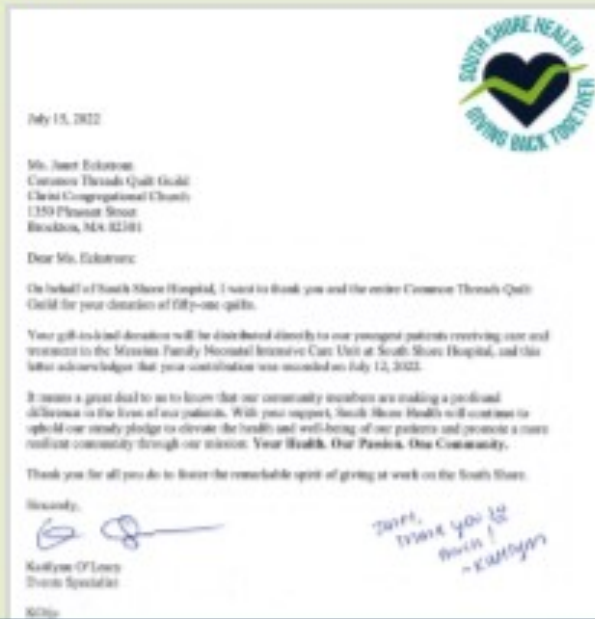 SOUTH SHORE HEALTH
GIVING BACK TOGETHER
July 15, 2022
Ms. Janet
Common Threads Quilt Guild
Christ Congregational Church
1350 Pleasant Street
Brockton, MA 02301
Dear Ms.
On behalf of South Shore Hospital, I want to thank you and the entire Common Threads Quilt
Guild for your donation of fifty-one quilts.
Your gift-in-kind donation will be distributed directly to our youngest patients receiving care and
treatment in the Messina Family Neonatal Intensive Care Unit at South Shore Hospital, and this
letter acknowledges that your contribution was recorded on July 12, 2022.
It means a great deal to us to know that our community members are making a profound
difference in the lives of our patients. With your support, South Shore Health will continue to
uphold our steady pledge to elevate the health and well-being of our patients and promote a more
resilient community through our mission: Your Health. Our Passion. One Community.
Thank you for all you do to foster the remarkable spirit of giving at work on the South Shore.
Sincerely,
Janet,
Thank you so
much!
~Kaitlynn
Kaitlynn O'Leary
Events Specialist